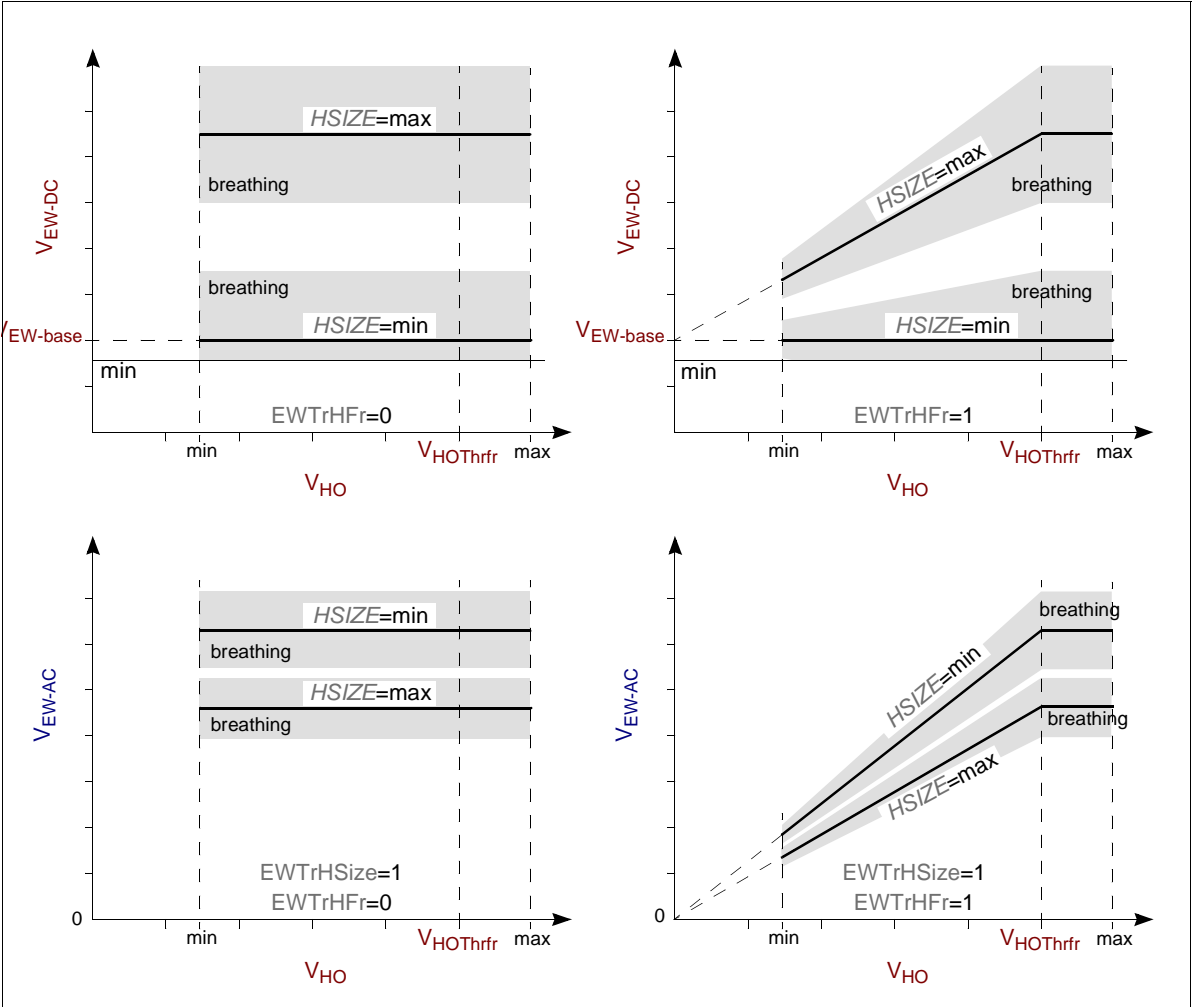 HSIZE=max
breathing
breathing
HSIZE=min
VEW-DC
VEW-base
min
EWTrHFr=0
min
VHOThrfr
max
VHO
HSIZE=max
breathing
breathing
HSIZE=min
VEW-DC
VEW-base
min
EWTrHFr=1
min
VHOThrfr
max
VHO
HSIZE=min
breathing
HSIZE=max
breathing
VEW-AC
EWTrHSize=1
EWTrHFr=0
0
min
VHOThrfr
max
VHO
breathing
HSIZE=min
breathing
HSIZE=max
VEW-AC
EWTrHSize=1
EWTrHFr=1
0
min
VHOThrfr
max
VHO